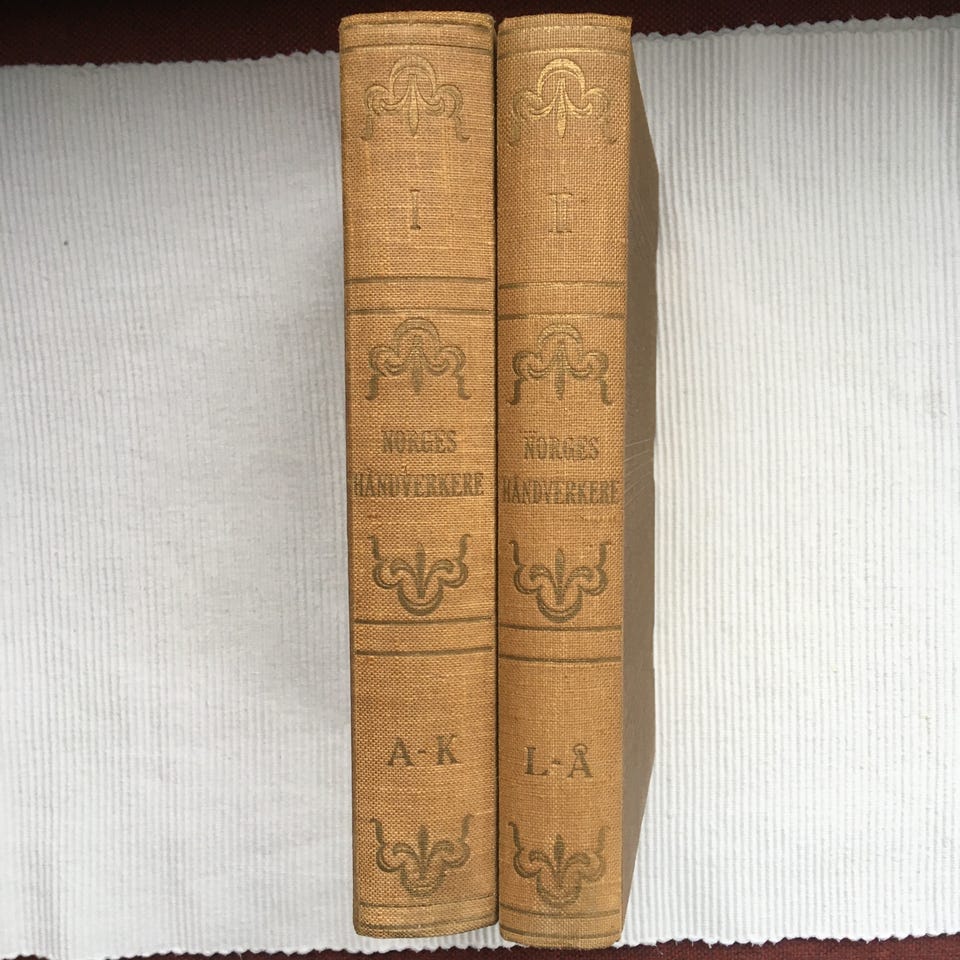 I
NORGES
HÅNDVERKERE
A-K
II
NORGES
HÅNDVERKERE
L-Å